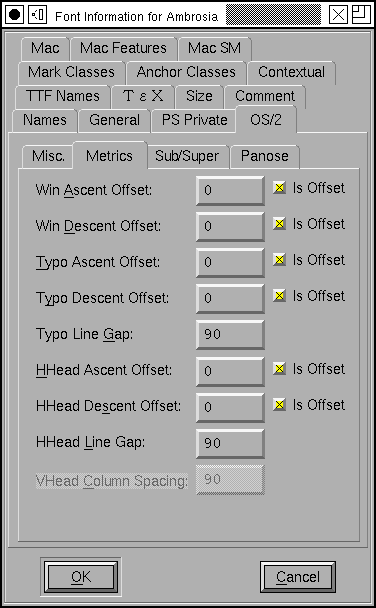 Font Information for Ambrosia
Mac Mac Features Mac SM
Mark Classes Anchor Classes Contextual
TTF Names Τ ε Χ Size Comment
Names General PS Private OS/2
Misc. Metrics Sub/Super Panose
Win Ascent Offset: 0 Is Offset
Win Descent Offset: 0 Is Offset
Typo Ascent Offset: 0 Is Offset
Typo Descent Offset: 0 Is Offset
Typo Line Gap: 90
HHead Ascent Offset: 0 Is Offset
HHead Descent Offset: 0 Is Offset
HHead Line Gap: 90
VHead Column Spacing: 90
OK Cancel